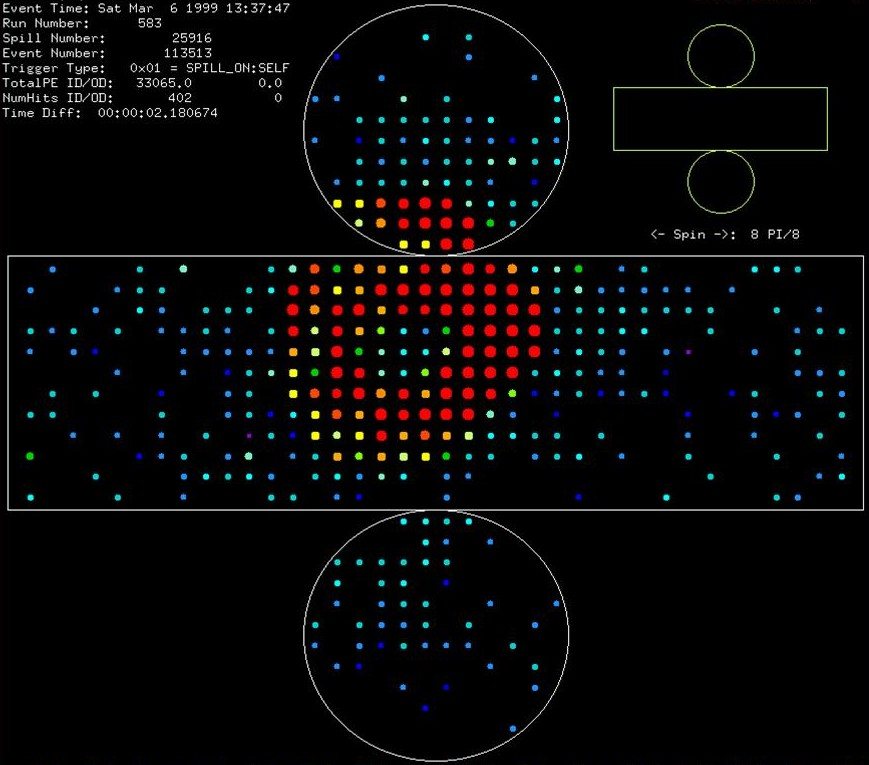 Event Time: Sat Mar 6 1999 13:37:47
Run Number: 583
Spill Number: 25916
Event Number: 113513
Trigger Type: 0x01 = SPILL_ON:SELF
TotalPE ID/OD: 33065.0 0.0
NumHits ID/OD: 402 0
Time Diff: 00:00:02.180674
<- Spin ->: 8 PI/8